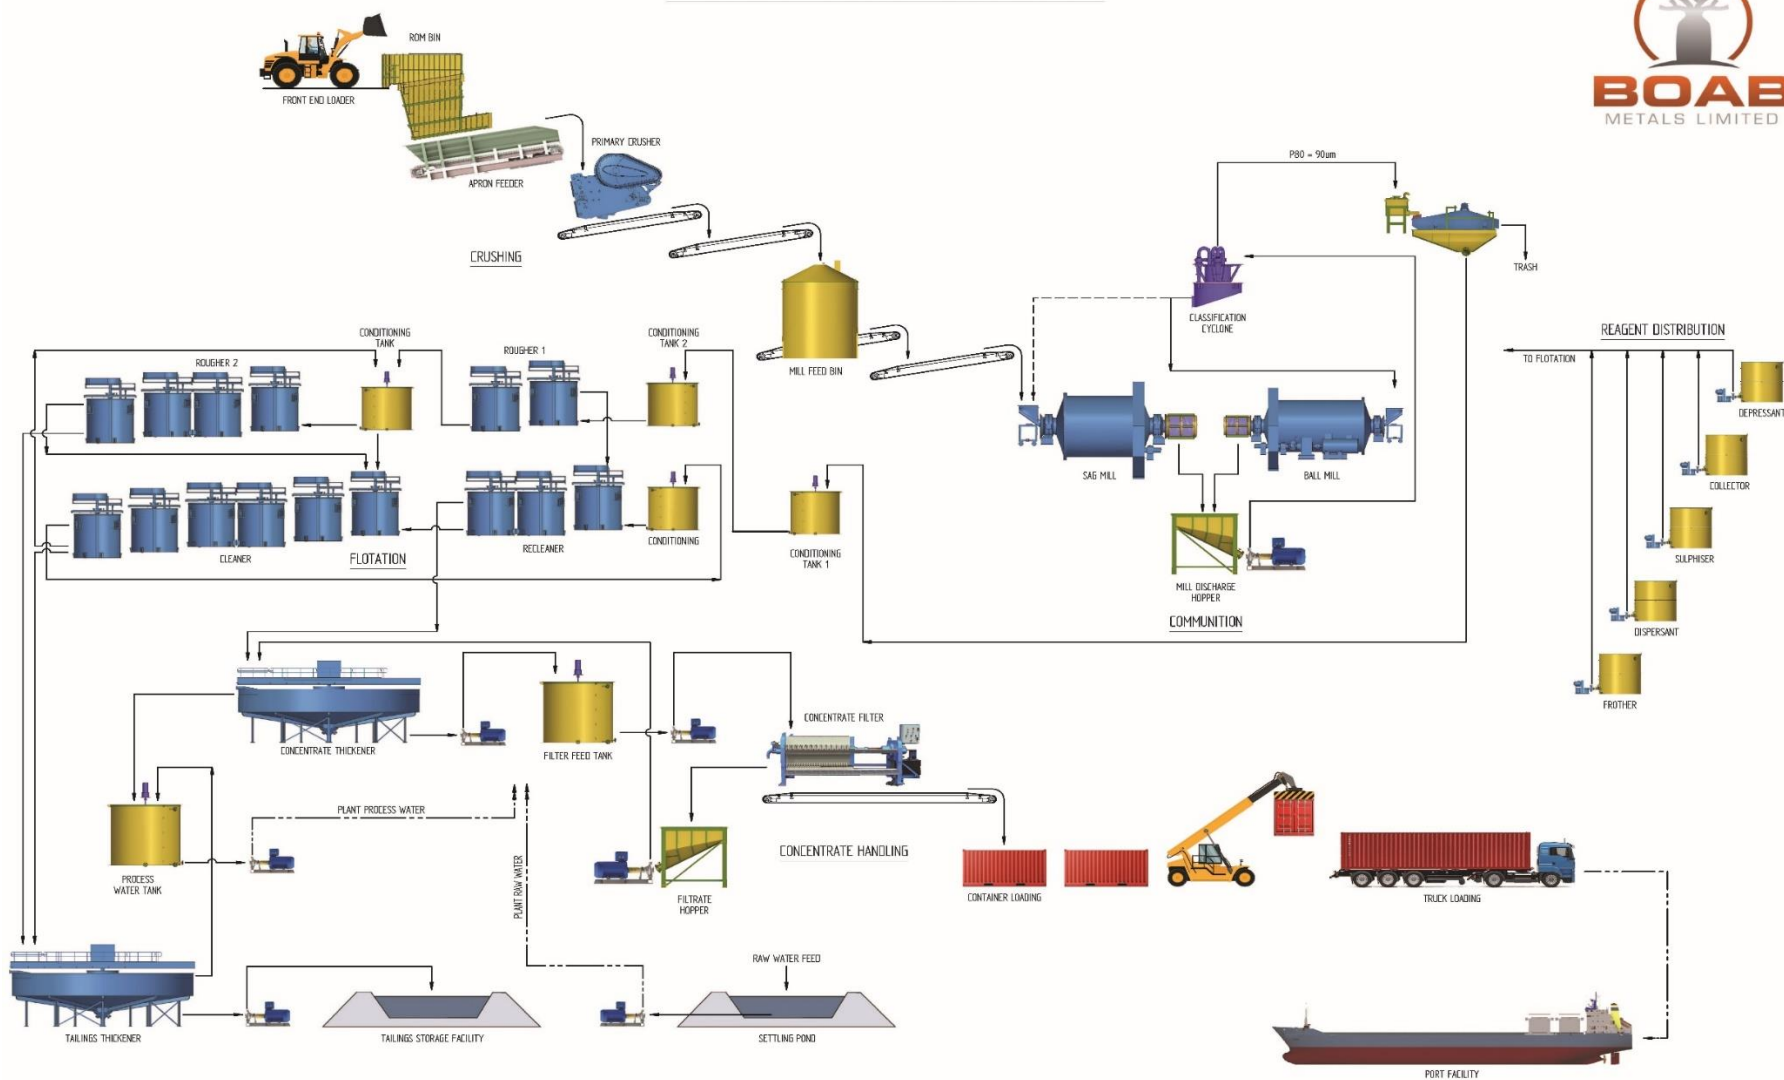 ROM BIN
FRONT END LOADER
PRIMARY CRUSHER
APRON FEEDER
CRUSHING
BOAB
METALS LIMITED
P80 = 90um
TRASH
CLASSIFICATION
CYCLONE
REAGENT DISTRIBUTION
TO FLOTATION
DEPRESSANT
COLLECTOR
SULPHISER
DISPERSANT
FROTHER
MILL FEED BIN
SAG MILL
BALL MILL
MILL DISCHARGE
HOPPER
COMMUNITION
CONDITIONING
TANK
ROUGHER 2
ROUGHER 1
CONDITIONING
TANK 2
CLEANER
FLOTATION
RECLEANER
CONDITIONING
CONDITIONING
TANK 1
CONCENTRATE THICKENER
FILTER FEED TANK
CONCENTRATE FILTER
PLANT PROCESS WATER
PROCESS
WATER TANK
PLANT RAW WATER
FILTRATE
HOPPER
CONCENTRATE HANDLING
CONTAINER LOADING
TRUCK LOADING
RAW WATER FEED
TAILINGS THICKENER
TAILINGS STORAGE FACILITY
SETTLING POND
PORT FACILITY